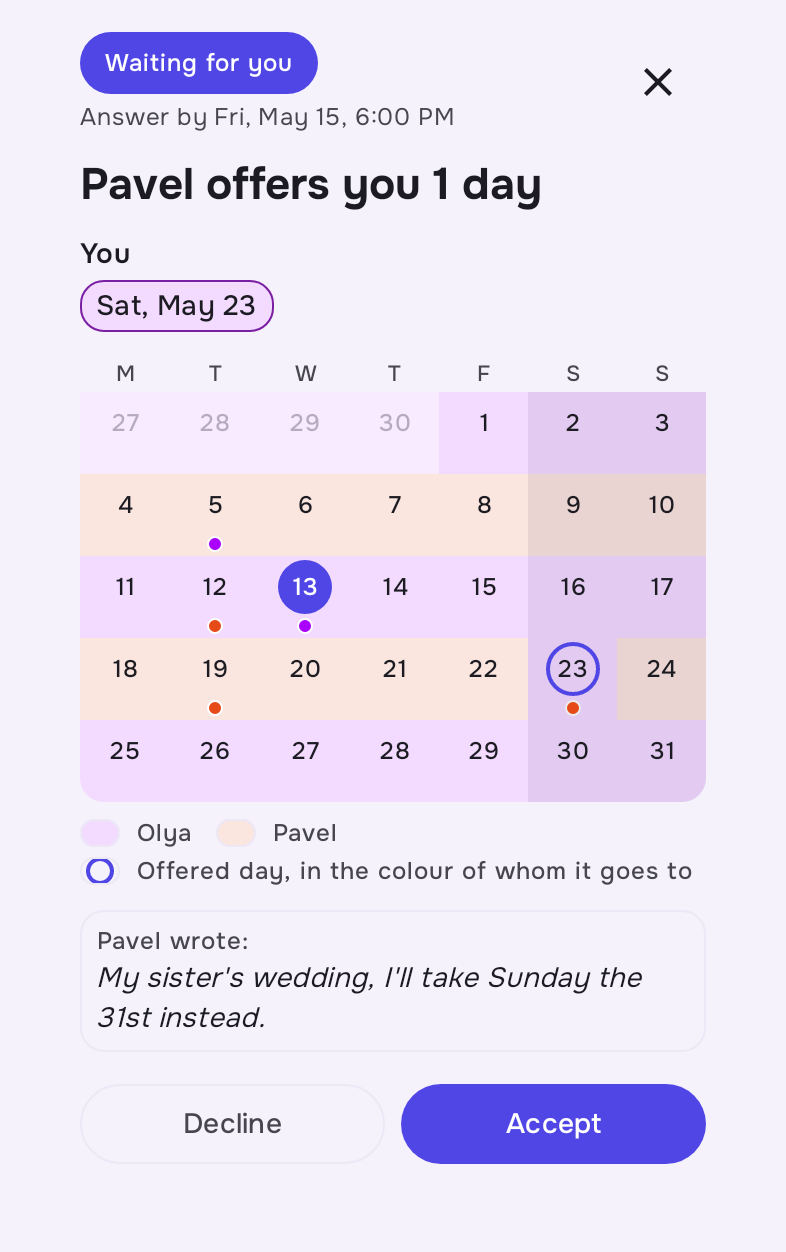 Waiting for you
Answer by Fri, May 15, 6:00 PM
Pavel offers you 1 day
You
Sat, May 23
M T W T F S S
27 28 29 30 1 2 3
4 5 6 7 8 9 10
11 12 13 14 15 16 17
18 19 20 21 22 23 24
25 26 27 28 29 30 31
Olya Pavel
Offered day, in the colour of whom it goes to
Pavel wrote:
My sister's wedding, I'll take Sunday the
31st instead.
Decline Accept